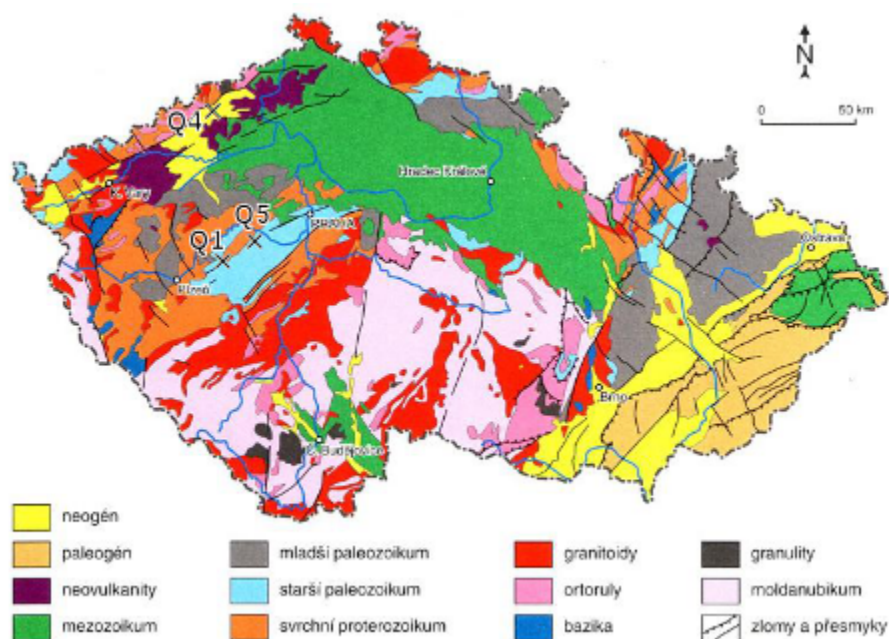 N
0
50 km
Q4
Hradec Králové
K. Vary
Q5
PRAHA
Q1
Ostrava
Plzeň
Brno
Č. Budějovice
neogén
paleogén
mladší paleozoikum
granitoidy
granulity
neovulkanity
starší paleozoikum
ortoruly
moldanubikum
mezozoikum
svrchní proterozoikum
bazika
zlomy a přesmyky